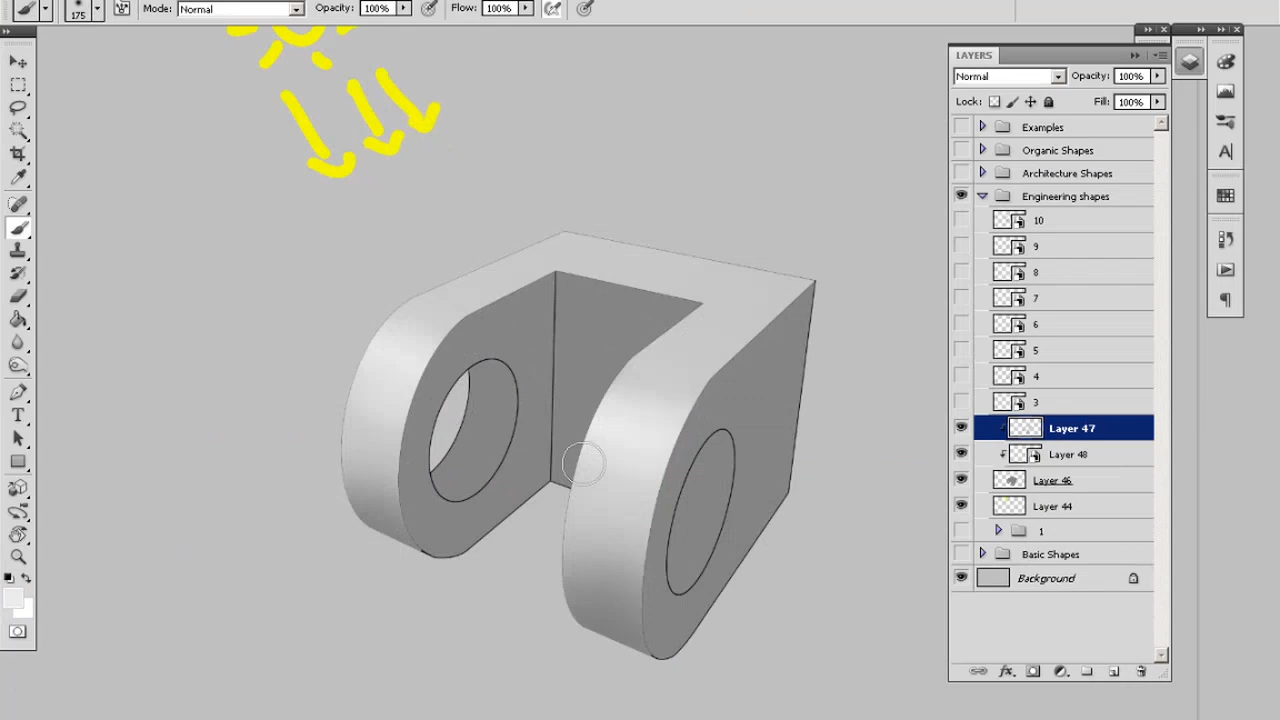 175 Mode: Normal Opacity: 100% Flow: 100%
LAYERS
Normal Opacity: 100%
Lock: Fill: 100%
Examples
Organic Shapes
Architecture Shapes
Engineering shapes
10
9
8
7
6
5
4
3
Layer 47
Layer 48
Layer 46
Layer 44
1
Basic Shapes
Background